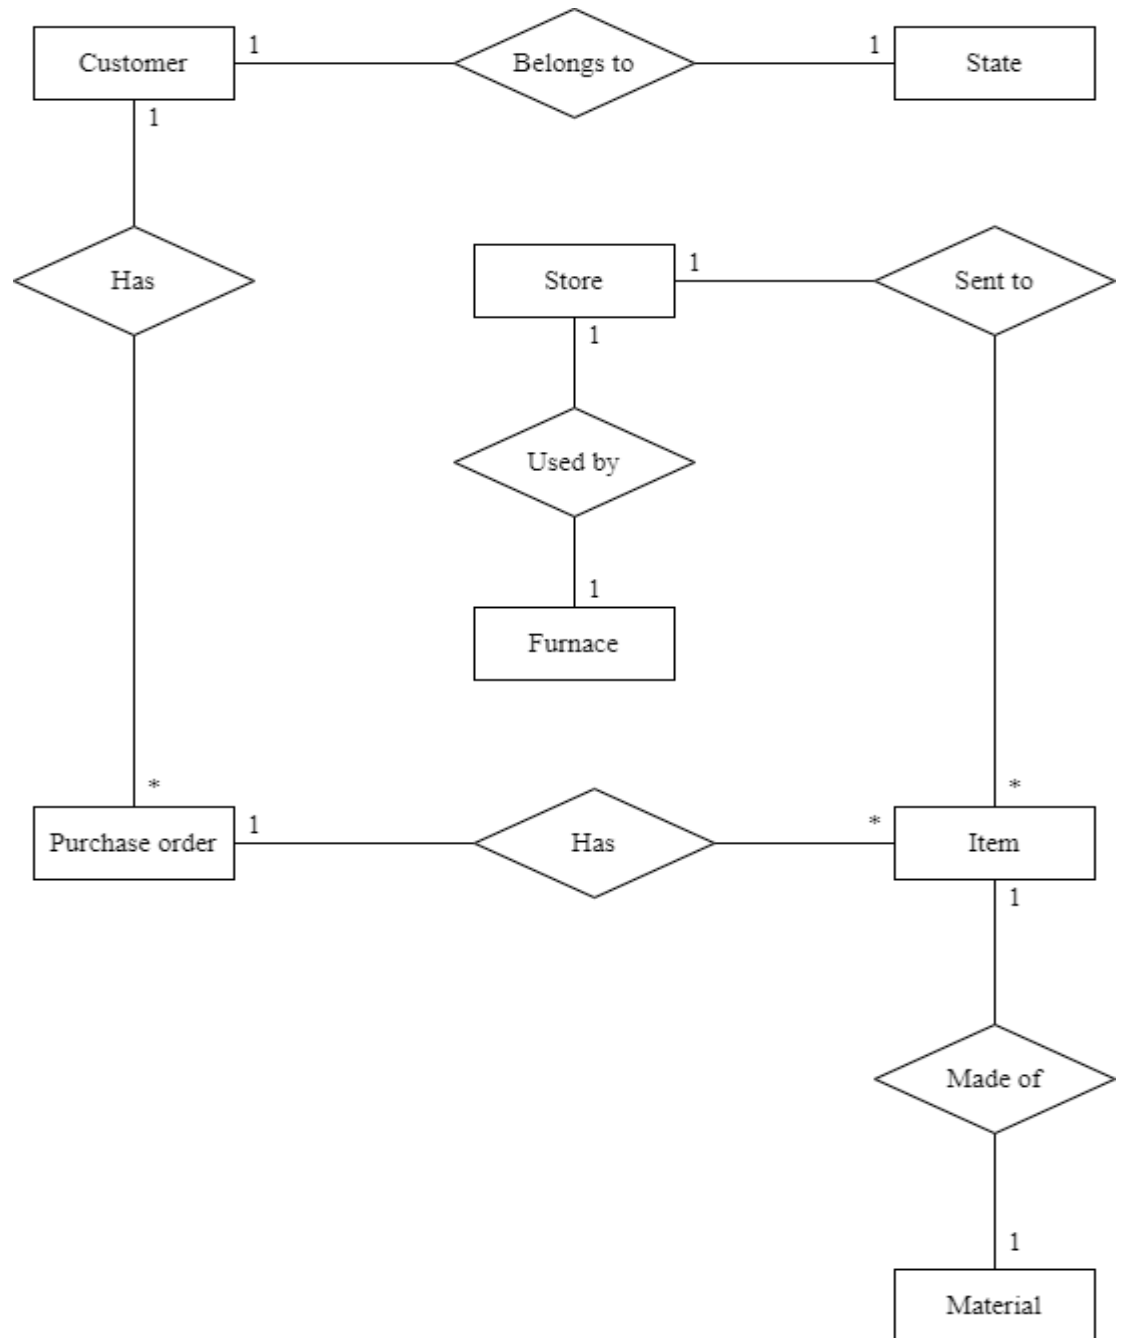 Customer
1
Belongs to
1
State
1
Has
Store
1
Sent to
1
Used by
1
Furnace
*
*
Purchase order
1
Has
*
Item
1
Made of
1
Material